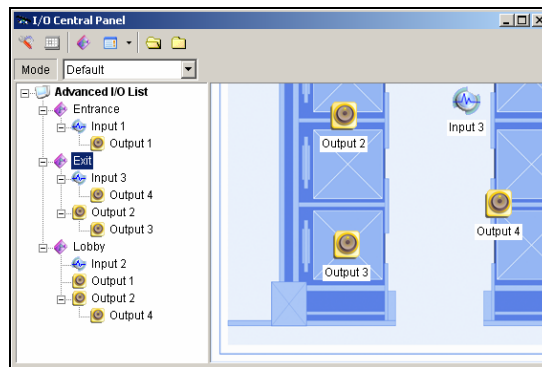 I/O Central Panel
Mode
Default
Advanced I/O List
Entrance
Input 1
Output 1
Exit
Input 3
Output 4
Output 2
Output 3
Lobby
Input 2
Output 1
Output 2
Output 4
Output 2
Input 3
Output 4
Output 3